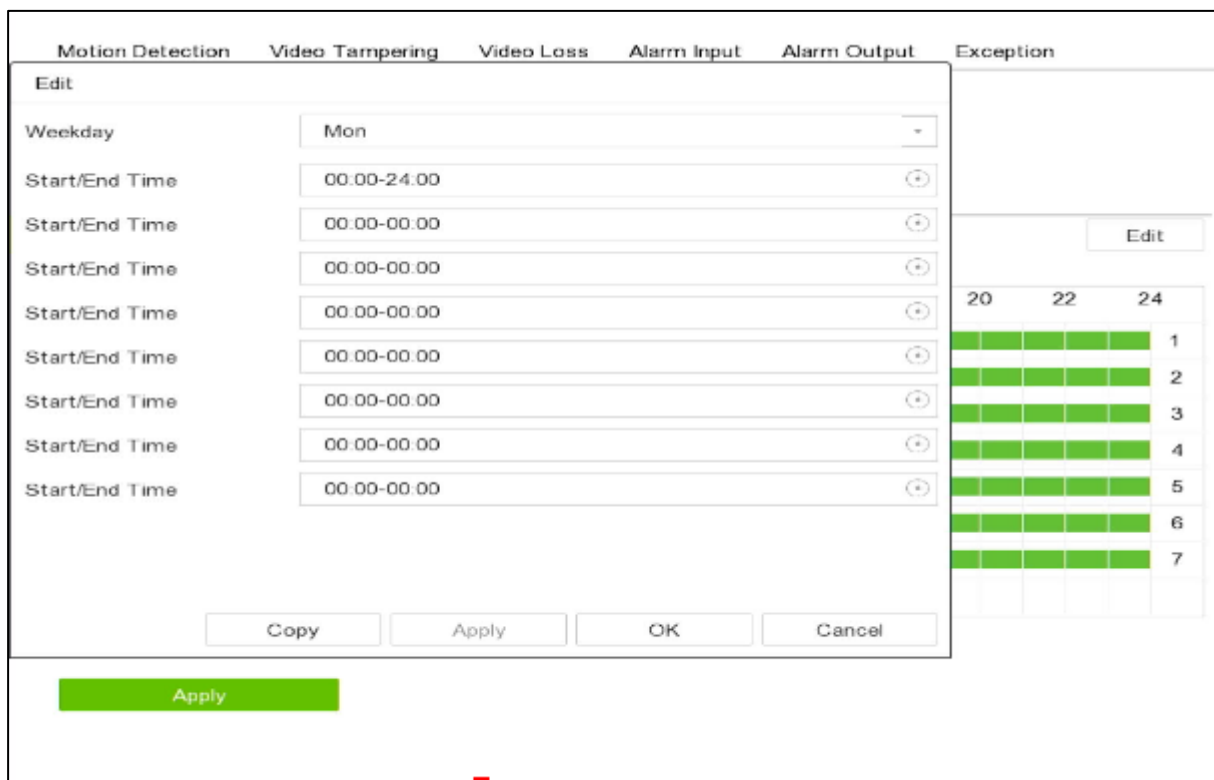 Motion Detection Video Tampering Video Loss Alarm Input Alarm Output Exception
Edit
Weekday Mon
Start/End Time 00:00-24:00
Start/End Time 00:00-00:00
Edit
Start/End Time 00:00-00:00
20 22 24
Start/End Time 00:00-00:00
1
Start/End Time 00:00-00:00
2
Start/End Time 00:00-00:00
3
Start/End Time 00:00-00:00
4
Start/End Time 00:00-00:00
5
6
7
Copy Apply OK Cancel
Apply